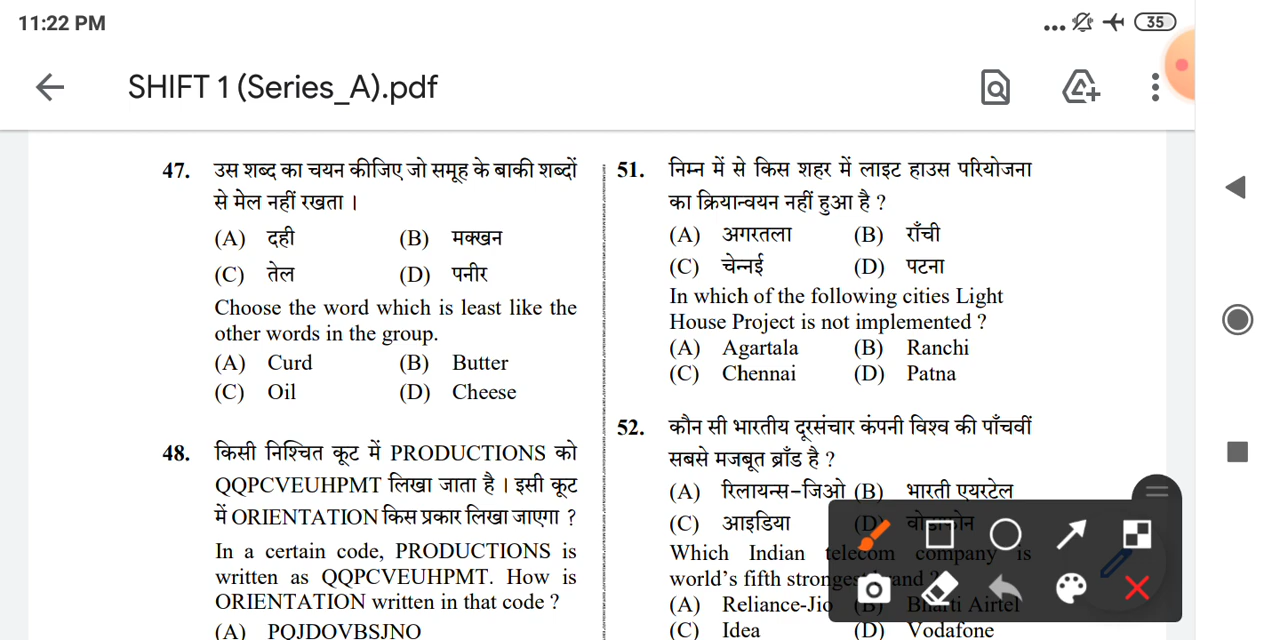 11:22 PM
35
SHIFT 1 (Series_A).pdf
47. उस शब्द का चयन कीजिए जो समूह के बाकी शब्दों
से मेल नहीं रखता ।
(A) दही (B) मक्खन
(C) तेल (D) पनीर
Choose the word which is least like the
other words in the group.
(A) Curd (B) Butter
(C) Oil (D) Cheese
48. किसी निश्चित कूट में PRODUCTIONS को
QQPCVEUHPMT लिखा जाता है । इसी कूट
में ORIENTATION किस प्रकार लिखा जाएगा ?
In a certain code, PRODUCTIONS is
written as QQPCVEUHPMT. How is
ORIENTATION written in that code ?
(A) PQJDOVBSJNO
51. निम्न में से किस शहर में लाइट हाउस परियोजना
का क्रियान्वयन नहीं हुआ है ?
(A) अगरतला (B) राँची
(C) चेन्नई (D) पटना
In which of the following cities Light
House Project is not implemented ?
(A) Agartala (B) Ranchi
(C) Chennai (D) Patna
52. कौन सी भारतीय दूरसंचार कंपनी विश्व की पाँचवीं
सबसे मजबूत ब्राँड है ?
(A) रिलायन्स-जिओ (B) भारती एयरटेल
(C) आइडिया (D) वोडाफोन
Which Indian telecom company is
world's fifth strongest brand ?
(A) Reliance-Jio (B) Bharti Airtel
(C) Idea (D) Vodafone